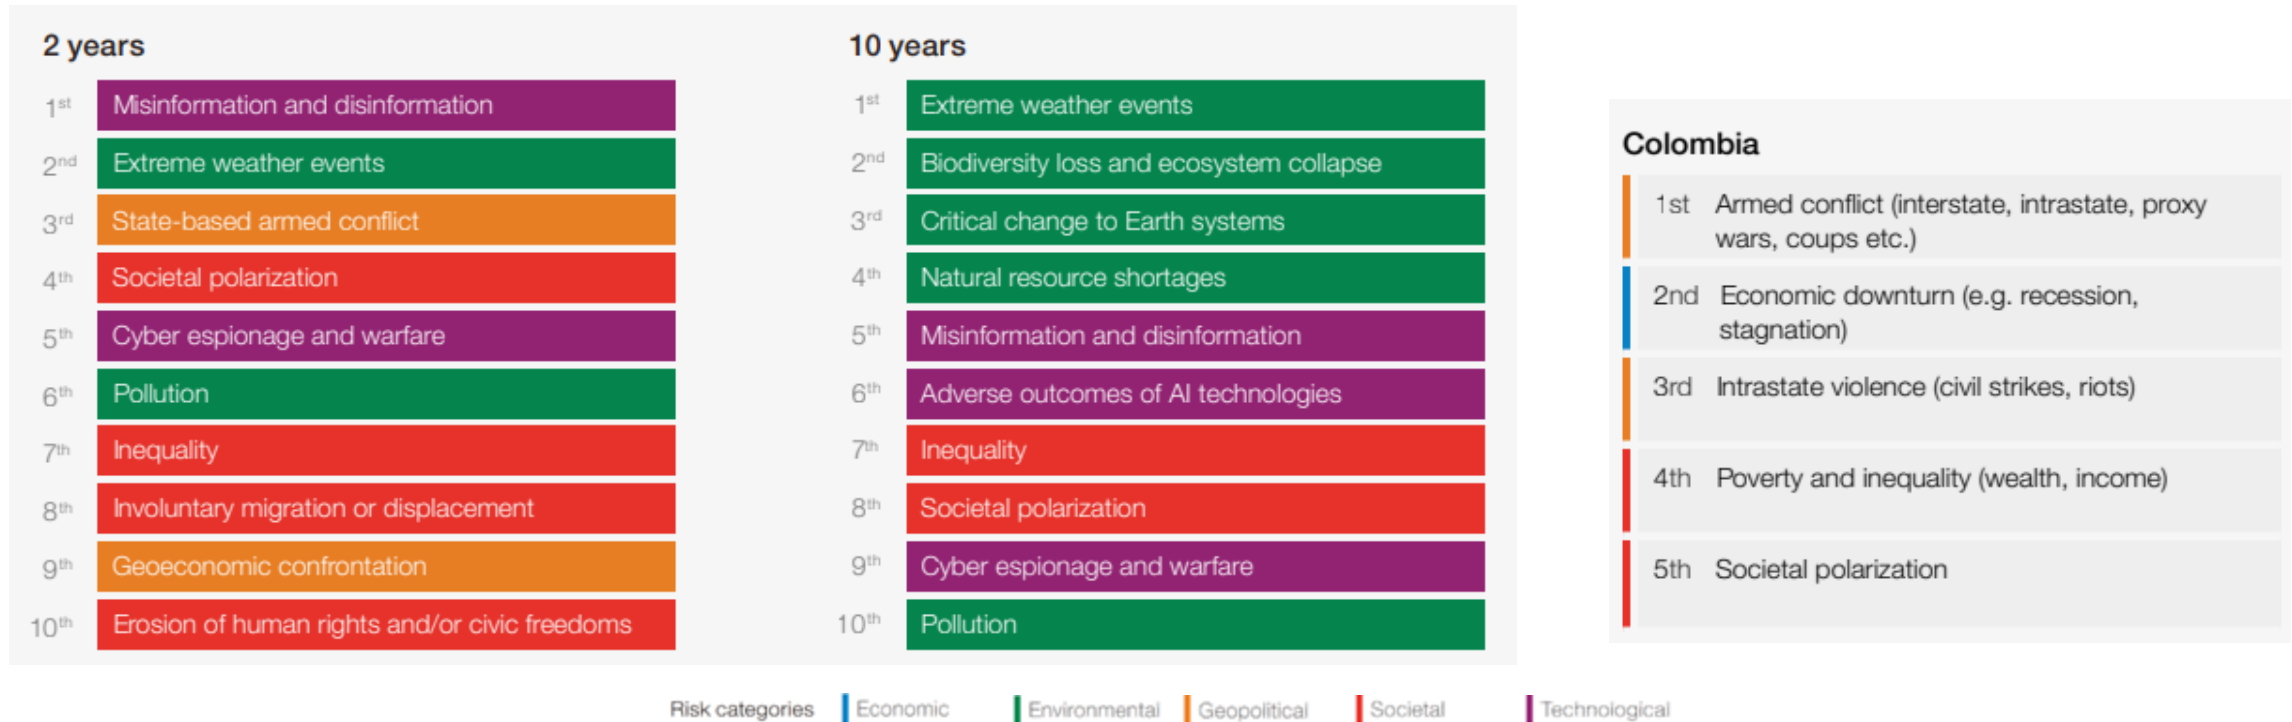 2 years
1st Misinformation and disinformation
2nd Extreme weather events
3rd State-based armed conflict
4th Societal polarization
5th Cyber espionage and warfare
6th Pollution
7th Inequality
8th Involuntary migration or displacement
9th Geoeconomic confrontation
10th Erosion of human rights and/or civic freedoms
10 years
1st Extreme weather events
2nd Biodiversity loss and ecosystem collapse
3rd Critical change to Earth systems
4th Natural resource shortages
5th Misinformation and disinformation
6th Adverse outcomes of AI technologies
7th Inequality
8th Societal polarization
9th Cyber espionage and warfare
10th Pollution
Colombia
1st Armed conflict (interstate, intrastate, proxy
wars, coups etc.)
2nd Economic downturn (e.g. recession,
stagnation)
3rd Intrastate violence (civil strikes, riots)
4th Poverty and inequality (wealth, income)
5th Societal polarization
Risk categories Economic Environmental Geopolitical Societal Technological